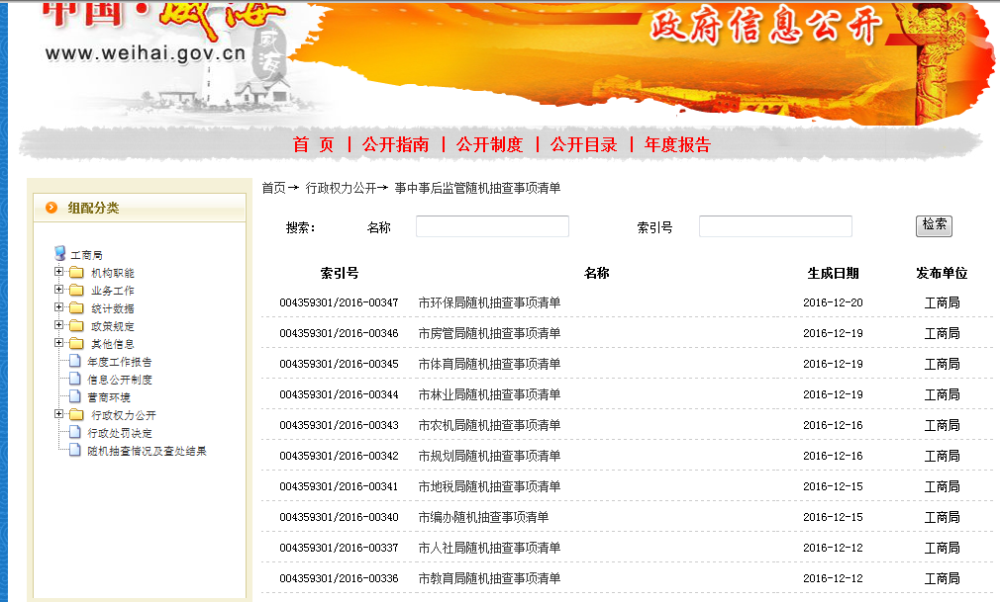 中国·威海
威海
www.weihai.gov.cn
政府信息公开
首 页 | 公开指南 | 公开制度 | 公开目录 | 年度报告
首页→ 行政权力公开→ 事中事后监管随机抽查事项清单
组配分类
搜索： 名称 索引号 检索
工商局
机构职能
业务工作
统计数据
政策规定
其他信息
年度工作报告
信息公开制度
营商环境
行政权力公开
行政处罚决定
随机抽查情况及查处结果
索引号 名称 生成日期 发布单位
004359301/2016-00347 市环保局随机抽查事项清单 2016-12-20 工商局
004359301/2016-00346 市房管局随机抽查事项清单 2016-12-19 工商局
004359301/2016-00345 市体育局随机抽查事项清单 2016-12-19 工商局
004359301/2016-00344 市林业局随机抽查事项清单 2016-12-19 工商局
004359301/2016-00343 市农机局随机抽查事项清单 2016-12-16 工商局
004359301/2016-00342 市规划局随机抽查事项清单 2016-12-16 工商局
004359301/2016-00341 市地税局随机抽查事项清单 2016-12-15 工商局
004359301/2016-00340 市编办随机抽查事项清单 2016-12-15 工商局
004359301/2016-00337 市人社局随机抽查事项清单 2016-12-12 工商局
004359301/2016-00336 市教育局随机抽查事项清单 2016-12-12 工商局